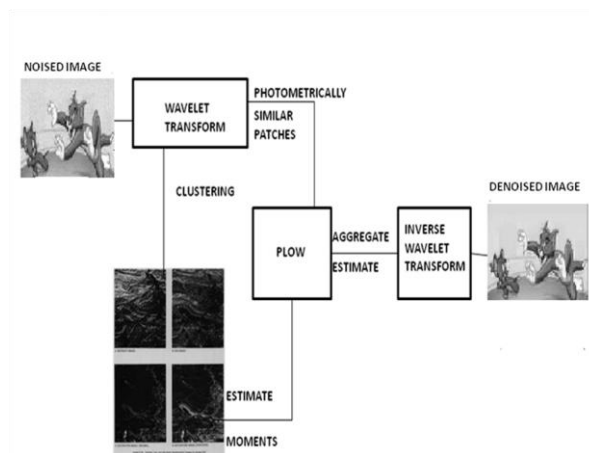 NOISED IMAGE
WAVELET
TRANSFORM
PHOTOMETRICALLY
SIMILAR
PATCHES
CLUSTERING
DENOISED IMAGE
PLOW
AGGREGATE
ESTIMATE
INVERSE
WAVELET
TRANSFORM
ESTIMATE
MOMENTS